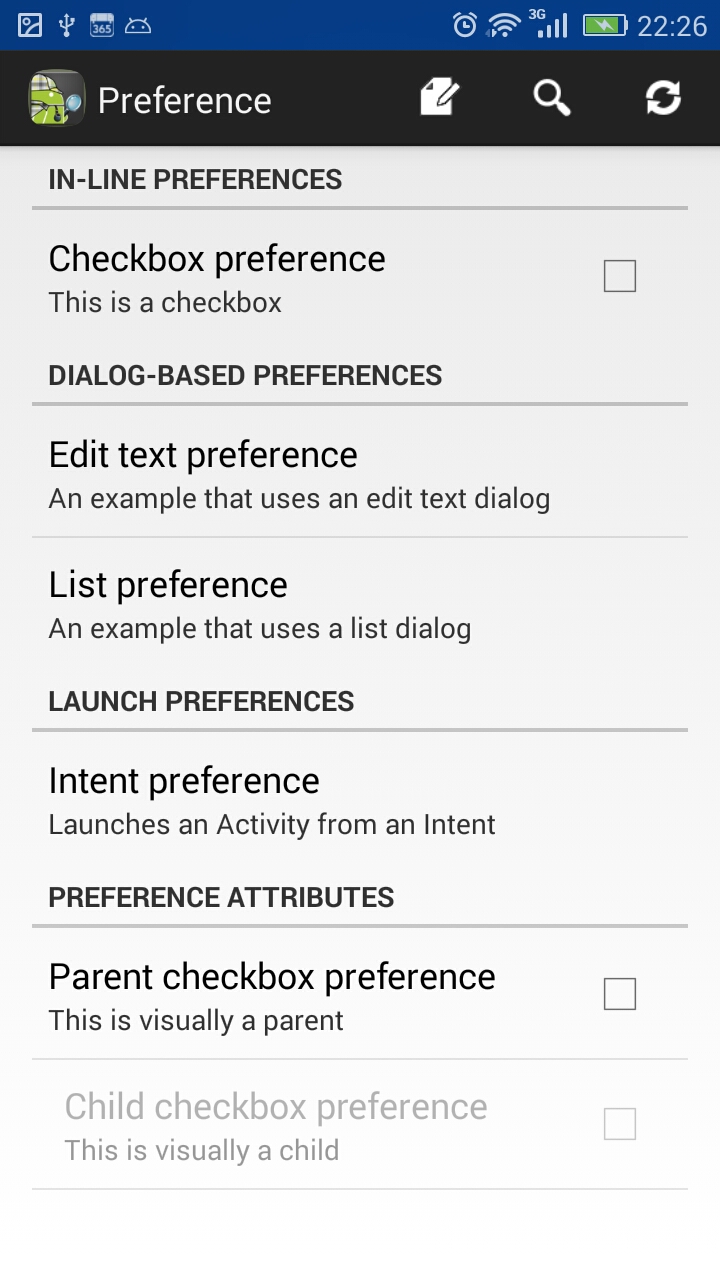 365
3G
22:26
Preference
IN-LINE PREFERENCES
Checkbox preference
This is a checkbox
DIALOG-BASED PREFERENCES
Edit text preference
An example that uses an edit text dialog
List preference
An example that uses a list dialog
LAUNCH PREFERENCES
Intent preference
Launches an Activity from an Intent
PREFERENCE ATTRIBUTES
Parent checkbox preference
This is visually a parent
Child checkbox preference
This is visually a child